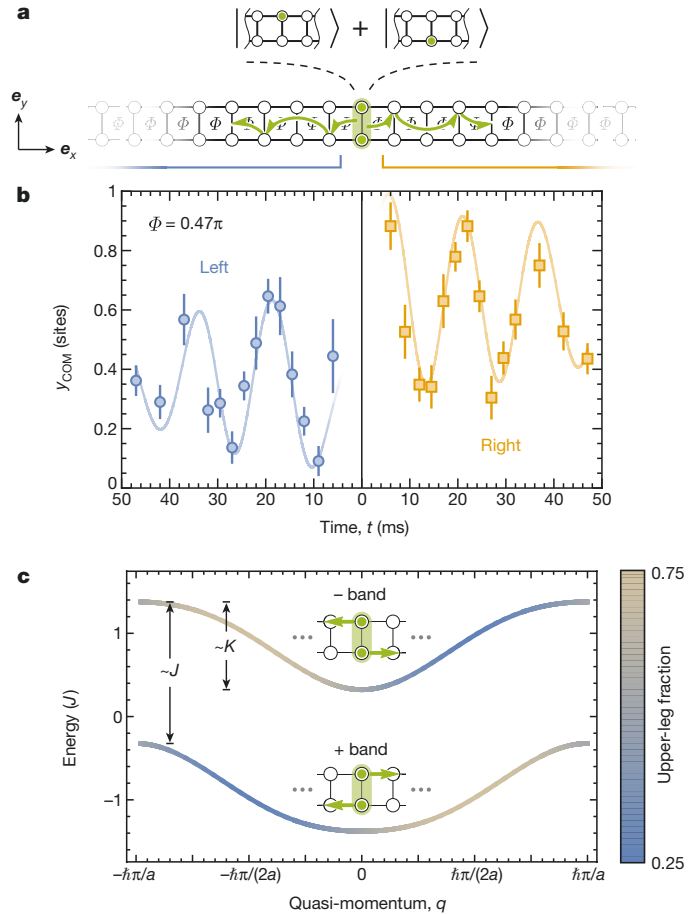 a
| ⟩ + | ⟩
e_y
e_x
Φ Φ Φ Φ Φ Φ Φ Φ Φ Φ Φ Φ Φ Φ Φ Φ
b
Φ = 0.47π
Left
Right
y_COM (sites)
1
0.8
0.6
0.4
0.2
0
50 40 30 20 10 0 10 20 30 40 50
Time, t (ms)
c
− band
+ band
~J
~K
Energy (J)
1
0
−1
−ħπ/a −ħπ/(2a) 0 ħπ/(2a) ħπ/a
Quasi-momentum, q
0.75
Upper-leg fraction
0.25